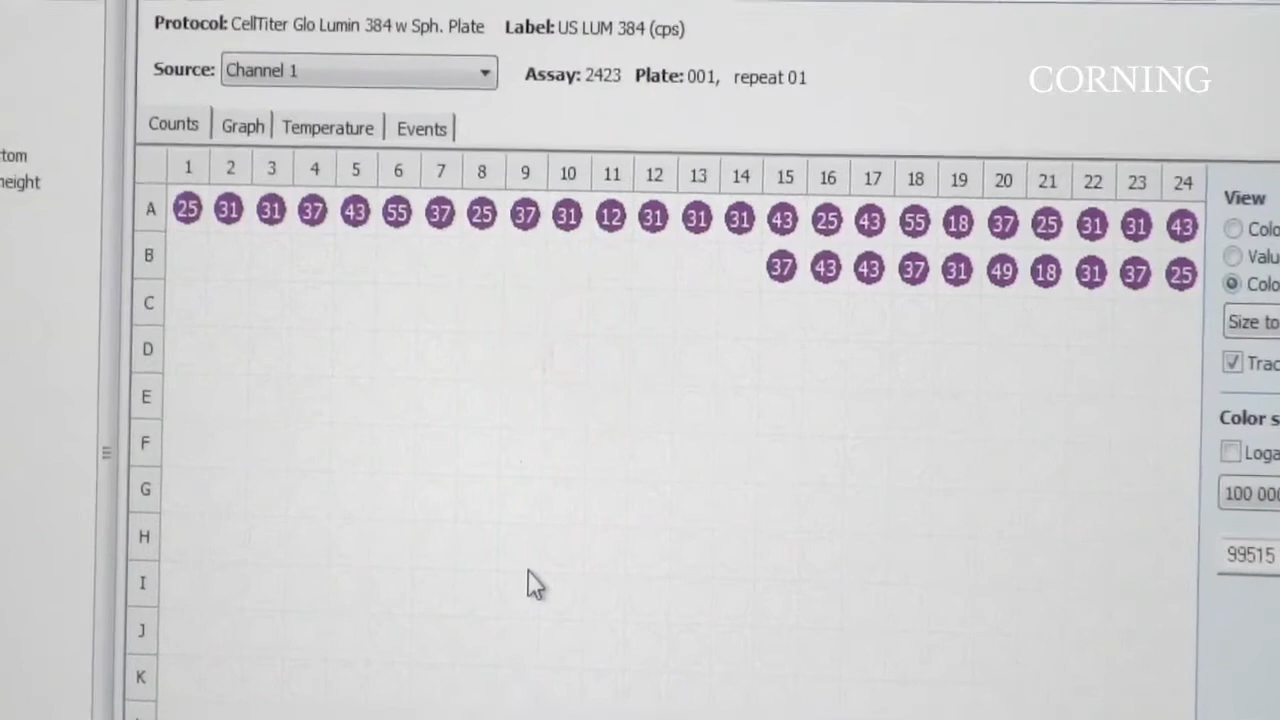 Protocol: CellTiter Glo Lumin 384 w Sph. Plate Label: US LUM 384 (cps)
Source: Channel 1 Assay: 2423 Plate: 001, repeat 01
CORNING
Counts Graph Temperature Events
tom
height
1 2 3 4 5 6 7 8 9 10 11 12 13 14 15 16 17 18 19 20 21 22 23 24
A 25 31 31 37 43 55 37 25 37 31 12 31 31 31 43 25 43 55 18 37 25 31 31 43
B 37 43 43 37 31 49 18 31 37 25
C
D
E
F
G
H
I
J
K
View
Colo
Valu
Colo
Size to
Trac
Color s
Loga
100 000
99515